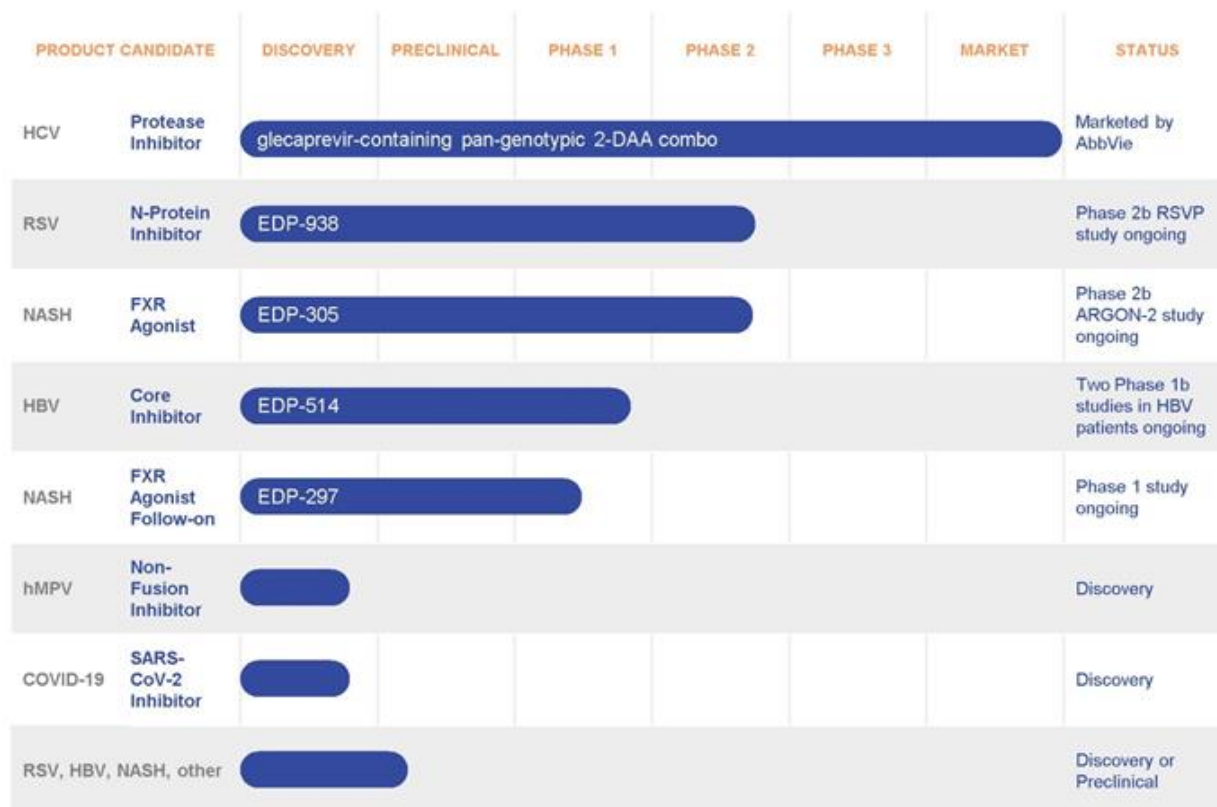 PRODUCT CANDIDATE DISCOVERY PRECLINICAL PHASE 1 PHASE 2 PHASE 3 MARKET STATUS
HCV
Protease
Inhibitor
glecaprevir-containing pan-genotypic 2-DAA combo
Marketed by
AbbVie
RSV
N-Protein
Inhibitor
EDP-938
Phase 2b RSVP
study ongoing
NASH
FXR
Agonist
EDP-305
Phase 2b
ARGON-2 study
ongoing
HBV
Core
Inhibitor
EDP-514
Two Phase 1b
studies in HBV
patients ongoing
NASH
FXR
Agonist
Follow-on
EDP-297
Phase 1 study
ongoing
hMPV
Non-
Fusion
Inhibitor
Discovery
COVID-19
SARS-
CoV-2
Inhibitor
Discovery
RSV, HBV, NASH, other
Discovery or
Preclinical